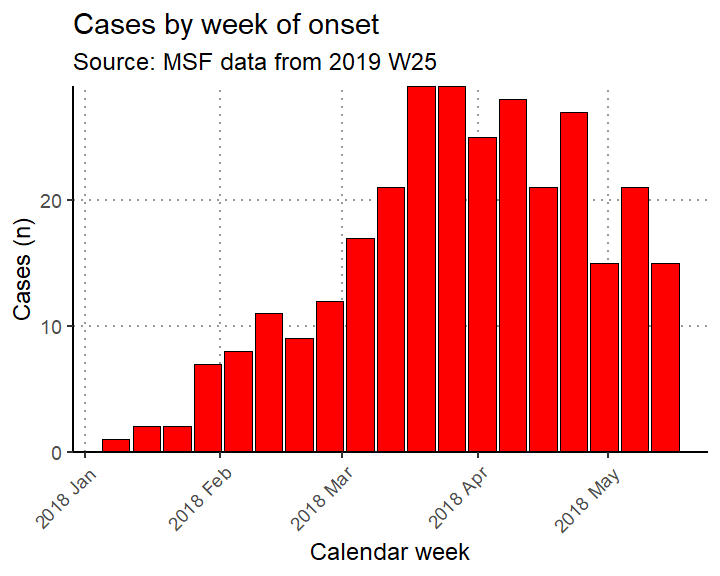 Cases by week of onset
Source: MSF data from 2019 W25
Cases (n)
20
10
0
2018 Jan
2018 Feb
2018 Mar
2018 Apr
2018 May
Calendar week